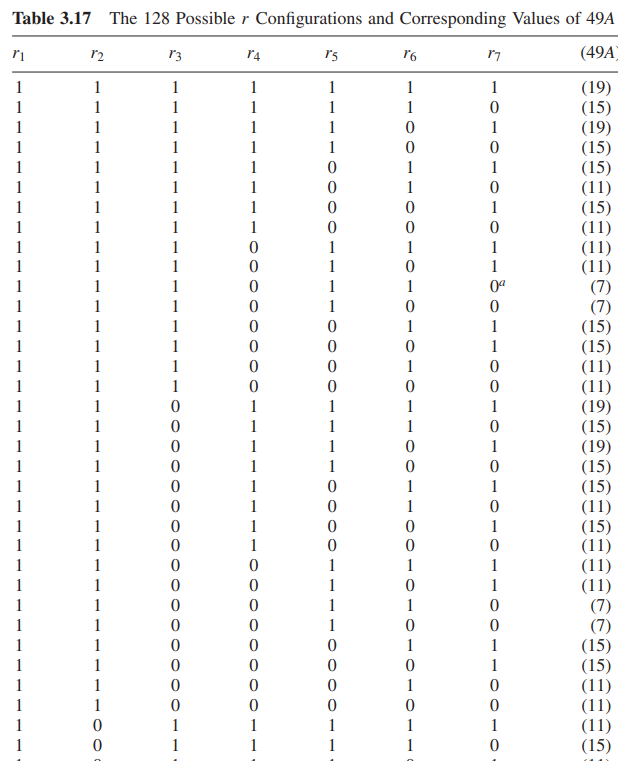 Table 3.17 The 128 Possible r Configurations and Corresponding Values of 49A
r1 r2 r3 r4 r5 r6 r7 (49A)
1 1 1 1 1 1 1 (19)
1 1 1 1 1 1 0 (15)
1 1 1 1 1 0 1 (19)
1 1 1 1 1 0 0 (15)
1 1 1 1 0 1 1 (15)
1 1 1 1 0 1 0 (11)
1 1 1 1 0 0 1 (15)
1 1 1 1 0 0 0 (11)
1 1 1 0 1 1 1 (11)
1 1 1 0 1 0 1 (11)
1 1 1 0 1 1 0a (7)
1 1 1 0 1 0 0 (7)
1 1 1 0 0 1 1 (15)
1 1 1 0 0 0 1 (15)
1 1 1 0 0 1 0 (11)
1 1 1 0 0 0 0 (11)
1 1 0 1 1 1 1 (19)
1 1 0 1 1 1 0 (15)
1 1 0 1 1 0 1 (19)
1 1 0 1 1 0 0 (15)
1 1 0 1 0 1 1 (15)
1 1 0 1 0 1 0 (11)
1 1 0 1 0 0 1 (15)
1 1 0 1 0 0 0 (11)
1 1 0 0 1 1 1 (11)
1 1 0 0 1 0 1 (11)
1 1 0 0 1 1 0 (7)
1 1 0 0 1 0 0 (7)
1 1 0 0 0 1 1 (15)
1 1 0 0 0 0 1 (15)
1 1 0 0 0 1 0 (11)
1 1 0 0 0 0 0 (11)
1 0 1 1 1 1 1 (11)
1 0 1 1 1 1 0 (15)